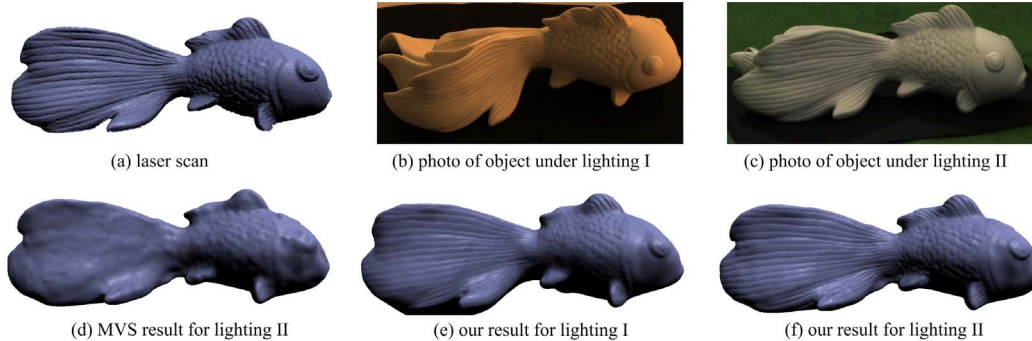 (a) laser scan
(b) photo of object under lighting I
(c) photo of object under lighting II
(d) MVS result for lighting II
(e) our result for lighting I
(f) our result for lighting II